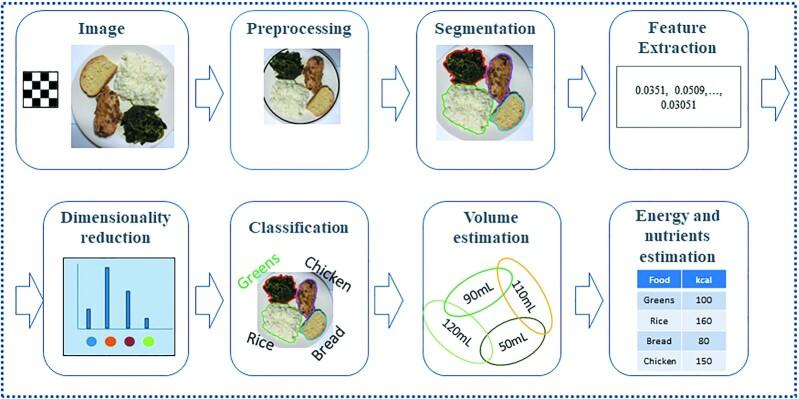 Image
Preprocessing
Segmentation
Feature
Extraction
0.0351, 0.0509,...,
0.03051
Dimensionality
reduction
Classification
Greens
Chicken
Rice
Bread
Volume
estimation
90mL
110mL
120mL
50mL
Energy and
nutrients
estimation
Food kcal
Greens 100
Rice 160
Bread 80
Chicken 150